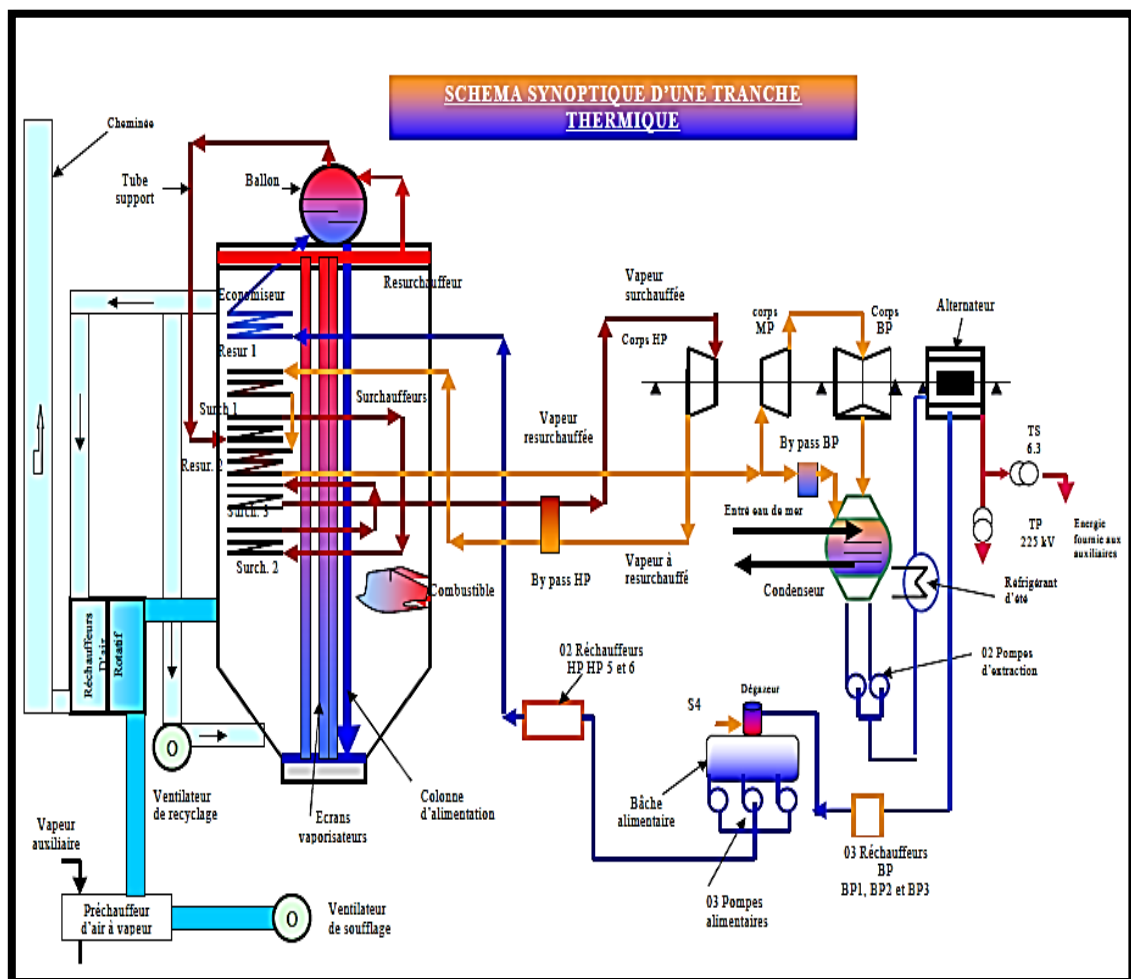 SCHEMA SYNOPTIQUE D'UNE TRANCHE
THERMIQUE
Cheminée
Tube
support
Ballon
Resurchauffeur
Economiseur
Resur 1
Surch 1
Surchauffeurs
Resur. 2
Surch. 3
Surch. 2
Combustible
Vapeur
surchauffée
Corps HP
corps
MP
Corps
BP
Alternateur
Vapeur
resurchauffée
By pass BP
TS
6.3
Entré eau de mer
TP
225 kV
Energie
fournie aux
auxiliaires
By pass HP
Vapeur à
resurchauffé
Condenseur
Réfrigérant
d'été
Réchauffeurs
D'air
Rotatif
02 Réchauffeurs
HP HP 5 et 6
02 Pompes
d'extraction
S4
Dégazeur
O
Ventilateur
de recyclage
Ecrans
vaporisateurs
Colonne
d'alimentation
Bâche
alimentaire
03 Réchauffeurs
BP
BP1, BP2 et BP3
03 Pompes
alimentaires
Vapeur
auxiliaire
Préchauffeur
d'air à vapeur
O
Ventilateur
de soufflage